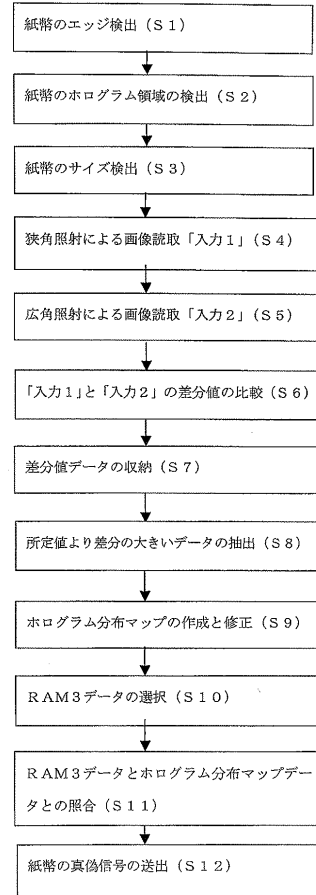 紙幣のエッジ検出（Ｓ１）
紙幣のホログラム領域の検出（Ｓ２）
紙幣のサイズ検出（Ｓ３）
狭角照射による画像読取「入力１」（Ｓ４）
広角照射による画像読取「入力２」（Ｓ５）
「入力１」と「入力２」の差分値の比較（Ｓ６）
差分値データの収納（Ｓ７）
所定値より差分の大きいデータの抽出（Ｓ８）
ホログラム分布マップの作成と修正（Ｓ９）
ＲＡＭ３データの選択（Ｓ１０）
ＲＡＭ３データとホログラム分布マップデー
タとの照合（Ｓ１１）
紙幣の真偽信号の送出（Ｓ１２）